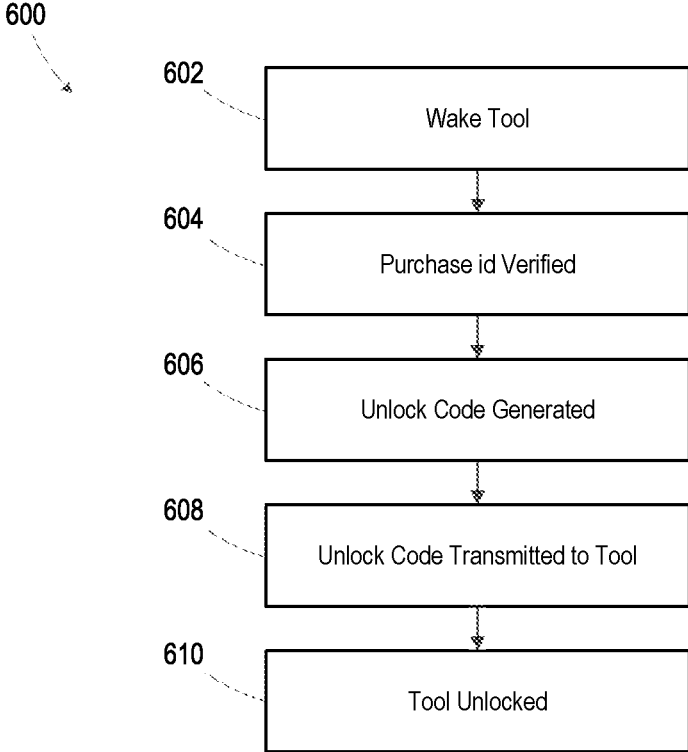 600
602
Wake Tool
604
Purchase id Verified
606
Unlock Code Generated
608
Unlock Code Transmitted to Tool
610
Tool Unlocked